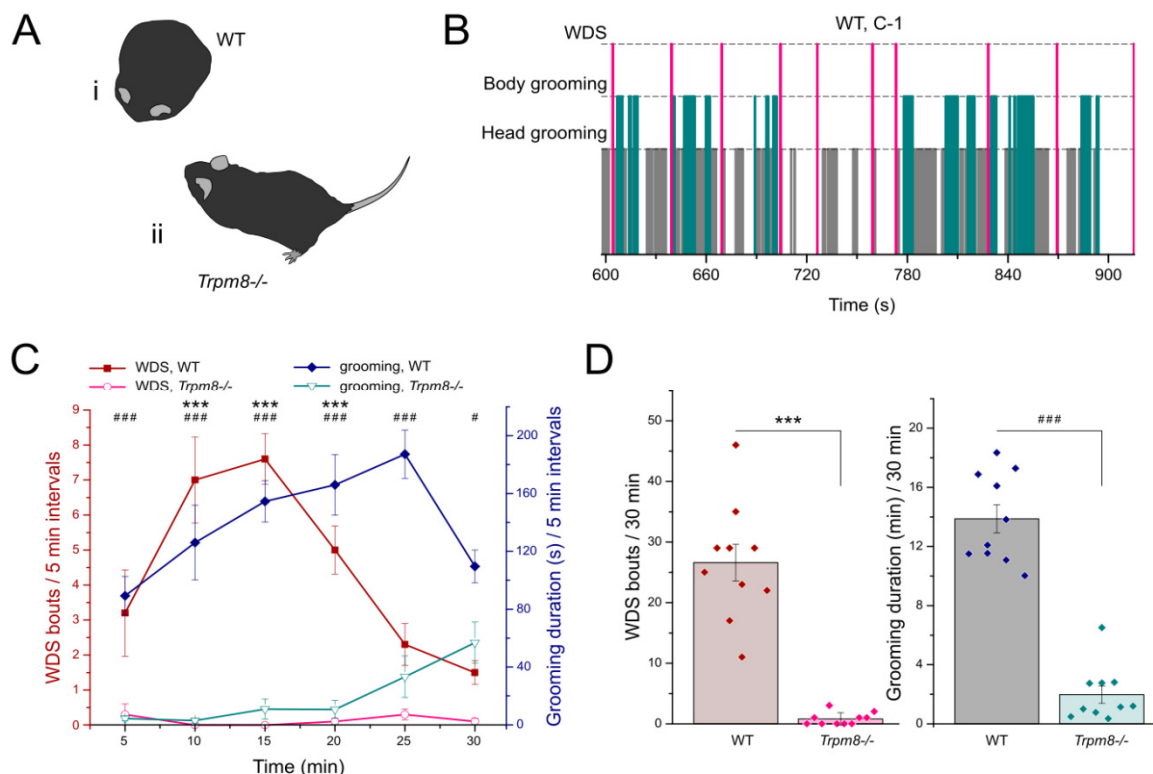 A
WT
i
ii
Trpm8-/-
B
WT, C-1
WDS
Body grooming
Head grooming
600 660 720 780 840 900
Time (s)
C
WDS, WT
WDS, Trpm8-/-
grooming, WT
grooming, Trpm8-/-
*** *** ***
### ### ### ### ### #
WDS bouts / 5 min intervals
9
8
7
6
5
4
3
2
1
0
200
160
120
80
40
0
Grooming duration (s) / 5 min intervals
5 10 15 20 25 30
Time (min)
D
WDS bouts / 30 min
50
40
30
20
10
0
***
WT Trpm8-/-
Grooming duration (min) / 30 min
20
16
12
8
4
0
###
WT Trpm8-/-